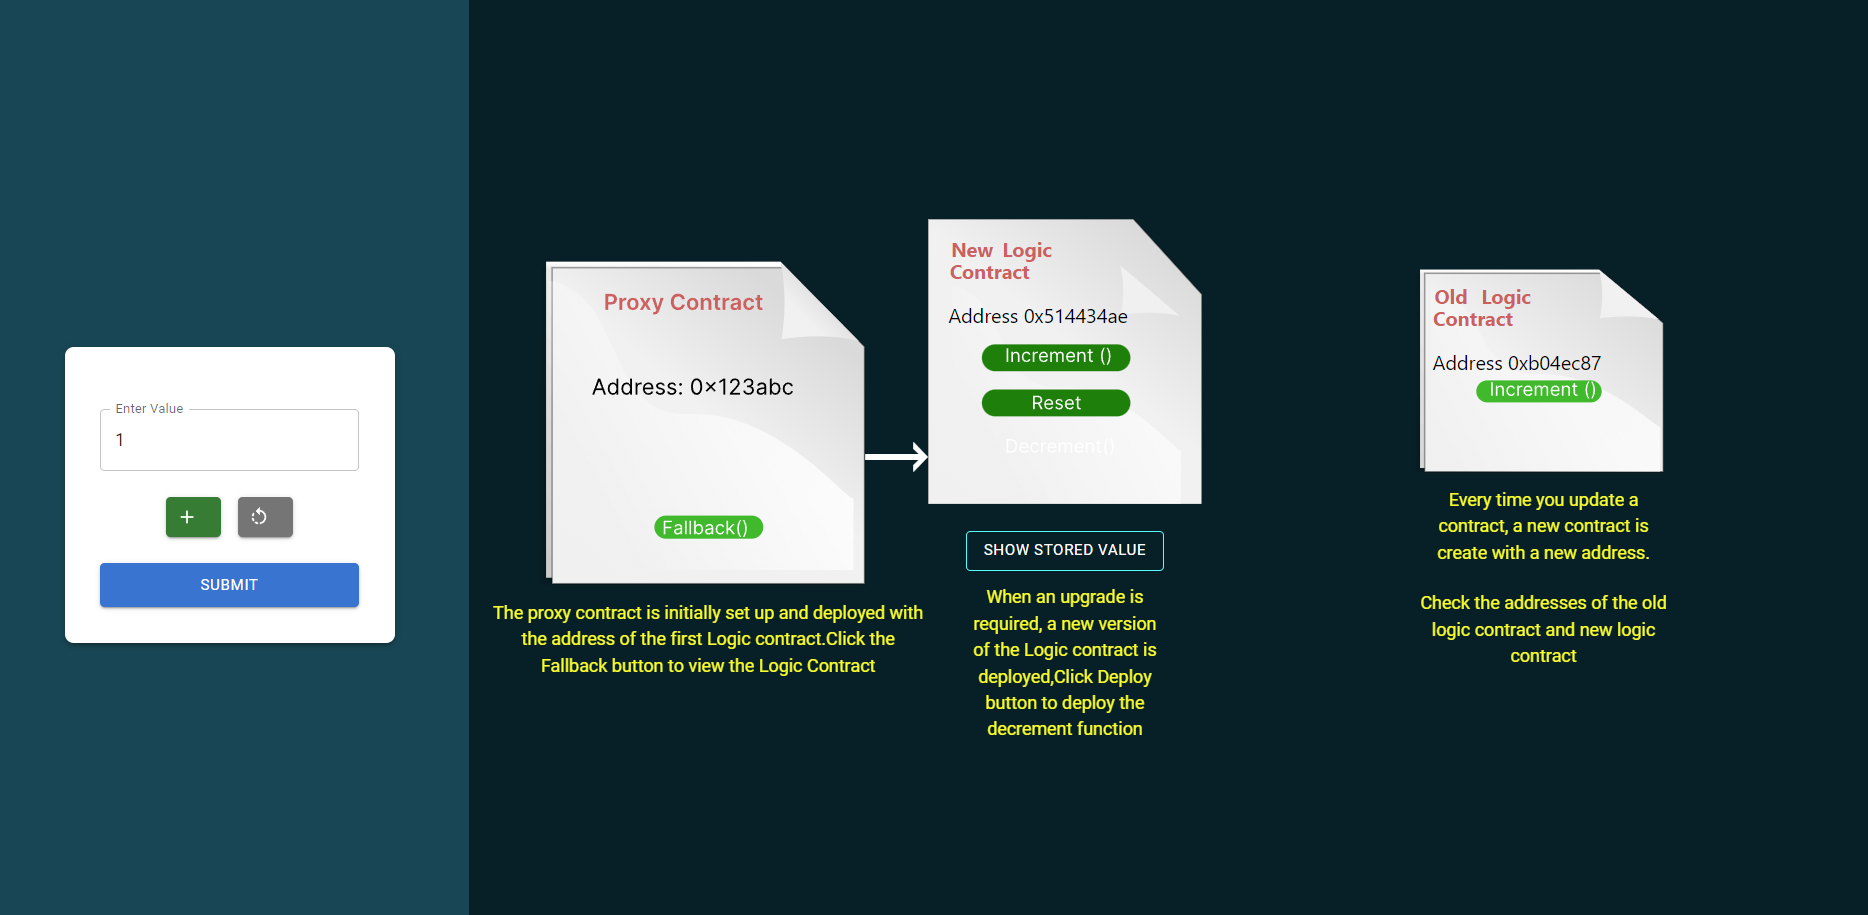 Enter Value
1
SUBMIT
Proxy Contract
Address: 0×123abc
Fallback()
The proxy contract is initially set up and deployed with
the address of the first Logic contract.Click the
Fallback button to view the Logic Contract
New Logic
Contract
Address 0x514434ae
Increment ()
Reset
Decrement()
SHOW STORED VALUE
When an upgrade is
required, a new version
of the Logic contract is
deployed,Click Deploy
button to deploy the
decrement function
Old Logic
Contract
Address 0xb04ec87
Increment ()
Every time you update a
contract, a new contract is
create with a new address.
Check the addresses of the old
logic contract and new logic
contract